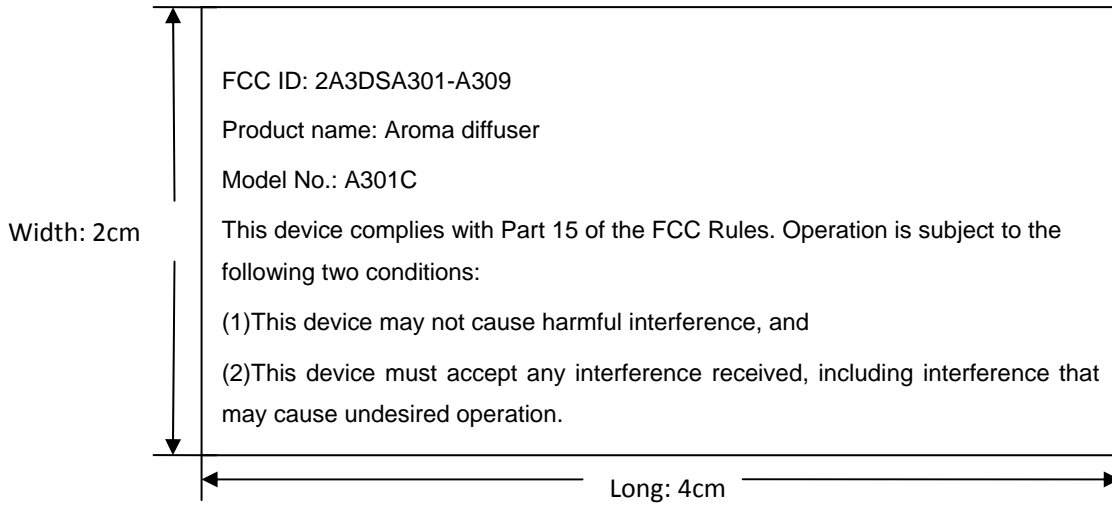 FCC ID: 2A3DSA301-A309
Product name: Aroma diffuser
Model No.: A301C
Width: 2cm
This device complies with Part 15 of the FCC Rules. Operation is subject to the
following two conditions:
(1)This device may not cause harmful interference, and
(2)This device must accept any interference received, including interference that
may cause undesired operation.
Long: 4cm